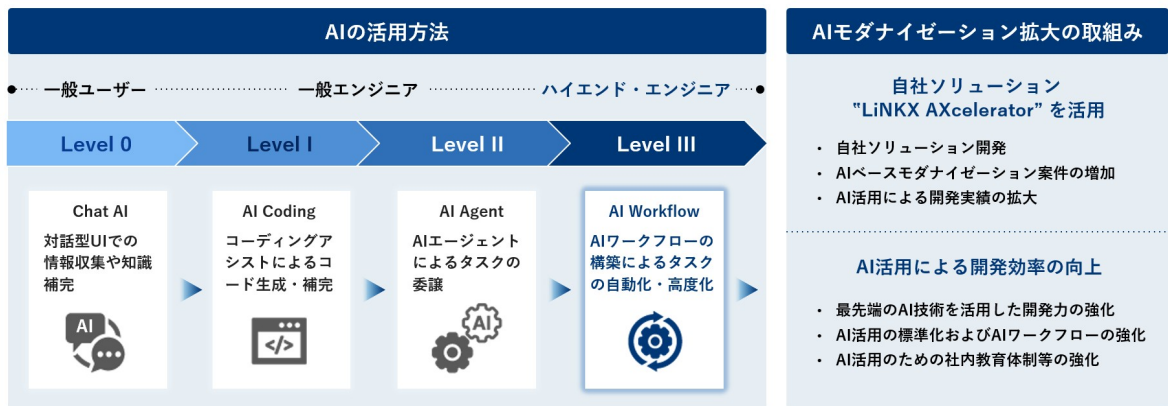 AIの活用方法
一般ユーザー
一般エンジニア
ハイエンド・エンジニア
Level 0
Level I
Level II
Level III
Chat AI
対話型UIでの
情報収集や知識
補完
AI
AI Coding
コーディングア
シストによるコ
ード生成・補完
</>
AI Agent
AIエージェント
によるタスクの
委譲
AI
AI Workflow
AIワークフローの
構築によるタスク
の自動化・高度化
AIモダナイゼーション拡大の取組み
自社ソリューション
"LiNKX AXcelerator" を活用
・ 自社ソリューション開発
・ AIベースモダナイゼーション案件の増加
・ AI活用による開発実績の拡大
AI活用による開発効率の向上
・ 最先端のAI技術を活用した開発力の強化
・ AI活用の標準化およびAIワークフローの強化
・ AI活用のための社内教育体制等の強化